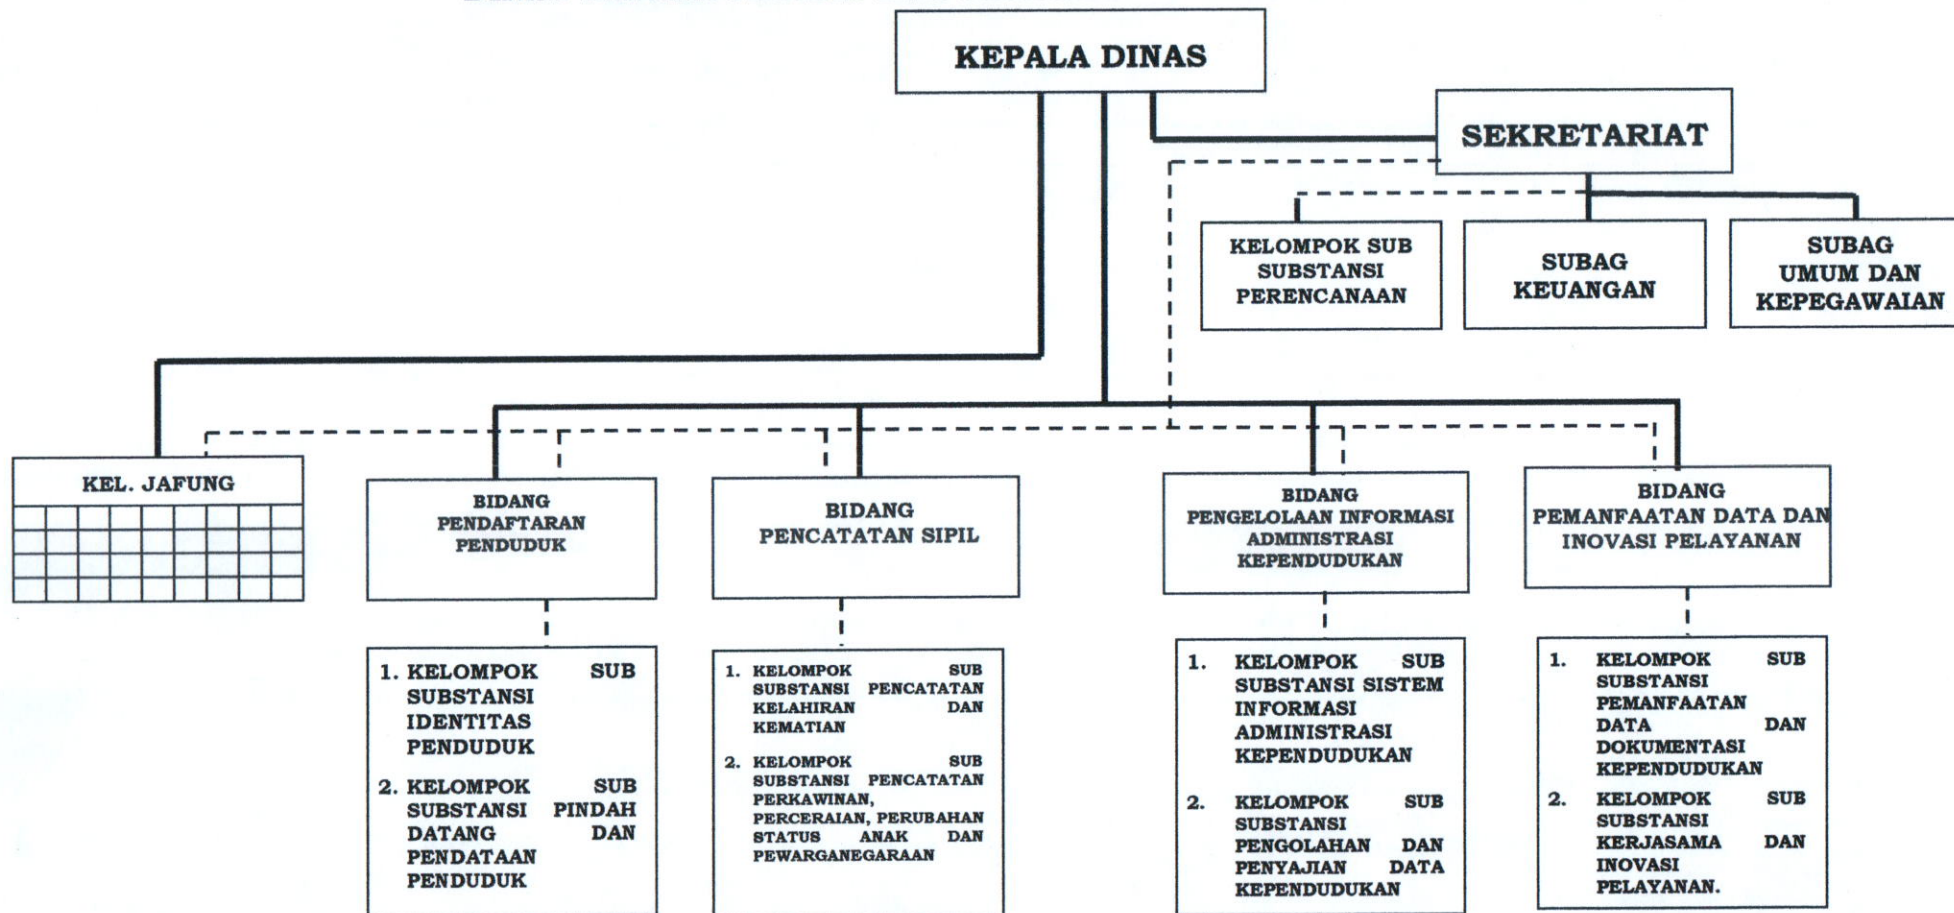 KEPALA DINAS
SEKRETARIAT
KELOMPOK SUB
SUBSTANSI
PERENCANAAN
SUBAG
KEUANGAN
SUBAG
UMUM DAN
KEPEGAWAIAN
KEL. JAFUNG
BIDANG
PENDAFTARAN
PENDUDUK
BIDANG
PENCATATAN SIPIL
BIDANG
PENGELOLAAN INFORMASI
ADMINISTRASI
KEPENDUDUKAN
BIDANG
PEMANFAATAN DATA DAN
INOVASI PELAYANAN
1. KELOMPOK SUB
SUBSTANSI
IDENTITAS
PENDUDUK
2. KELOMPOK SUB
SUBSTANSI PINDAH
DATANG DAN
PENDATAAN
PENDUDUK
1. KELOMPOK SUB
SUBSTANSI PENCATATAN
KELAHIRAN DAN
KEMATIAN
2. KELOMPOK SUB
SUBSTANSI PENCATATAN
PERKAWINAN,
PERCERAIAN, PERUBAHAN
STATUS ANAK DAN
PEWARGANEGARAAN
1. KELOMPOK SUB
SUBSTANSI SISTEM
INFORMASI
ADMINISTRASI
KEPENDUDUKAN
2. KELOMPOK SUB
SUBSTANSI
PENGOLAHAN DAN
PENYAJIAN DATA
KEPENDUDUKAN
1. KELOMPOK SUB
SUBSTANSI
PEMANFAATAN
DATA DAN
DOKUMENTASI
KEPENDUDUKAN
2. KELOMPOK SUB
SUBSTANSI
KERJASAMA DAN
INOVASI
PELAYANAN.